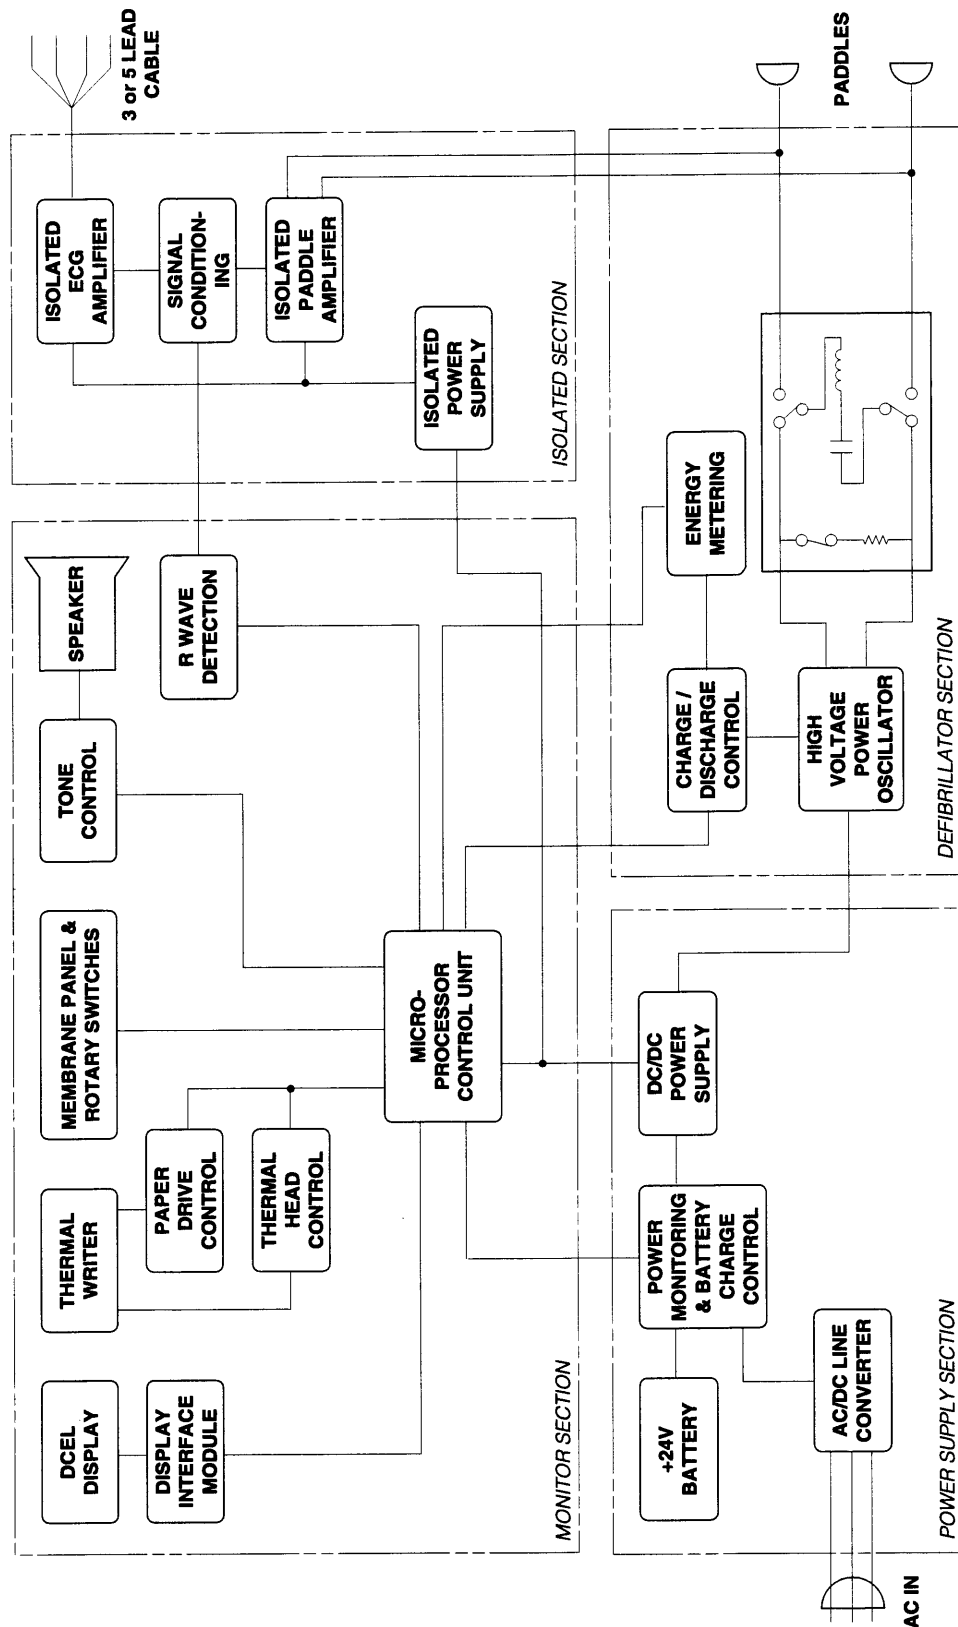 DCEL
DISPLAY
DISPLAY
INTERFACE
MODULE
THERMAL
WRITER
PAPER
DRIVE
CONTROL
THERMAL
HEAD
CONTROL
MEMBRANE PANEL &
ROTARY SWITCHES
TONE
CONTROL
SPEAKER
R WAVE
DETECTION
MICRO-
PROCESSOR
CONTROL UNIT
MONITOR SECTION
ISOLATED
ECG
AMPLIFIER
SIGNAL
CONDITION-
ING
ISOLATED
PADDLE
AMPLIFIER
ISOLATED
POWER
SUPPLY
ISOLATED SECTION
3 or 5 LEAD
CABLE
+24V
BATTERY
POWER
MONITORING
& BATTERY
CHARGE
CONTROL
DC/DC
POWER
SUPPLY
AC/DC LINE
CONVERTER
AC IN
POWER SUPPLY SECTION
CHARGE /
DISCHARGE
CONTROL
ENERGY
METERING
HIGH
VOLTAGE
POWER
OSCILLATOR
DEFIBRILLATOR SECTION
PADDLES